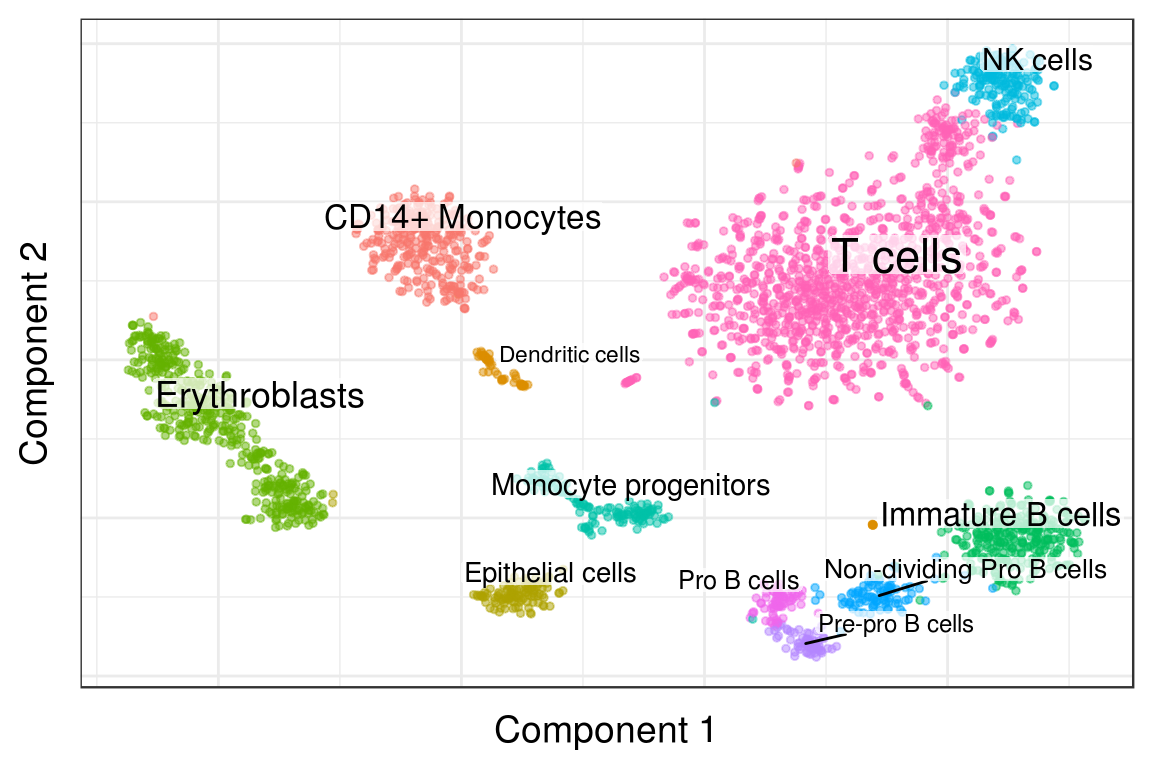 NK cells
CD14+ Monocytes
T cells
Dendritic cells
Erythroblasts
Monocyte progenitors
Immature B cells
Epithelial cells
Pro B cells
Non-dividing Pro B cells
Pre-pro B cells
Component 2
Component 1